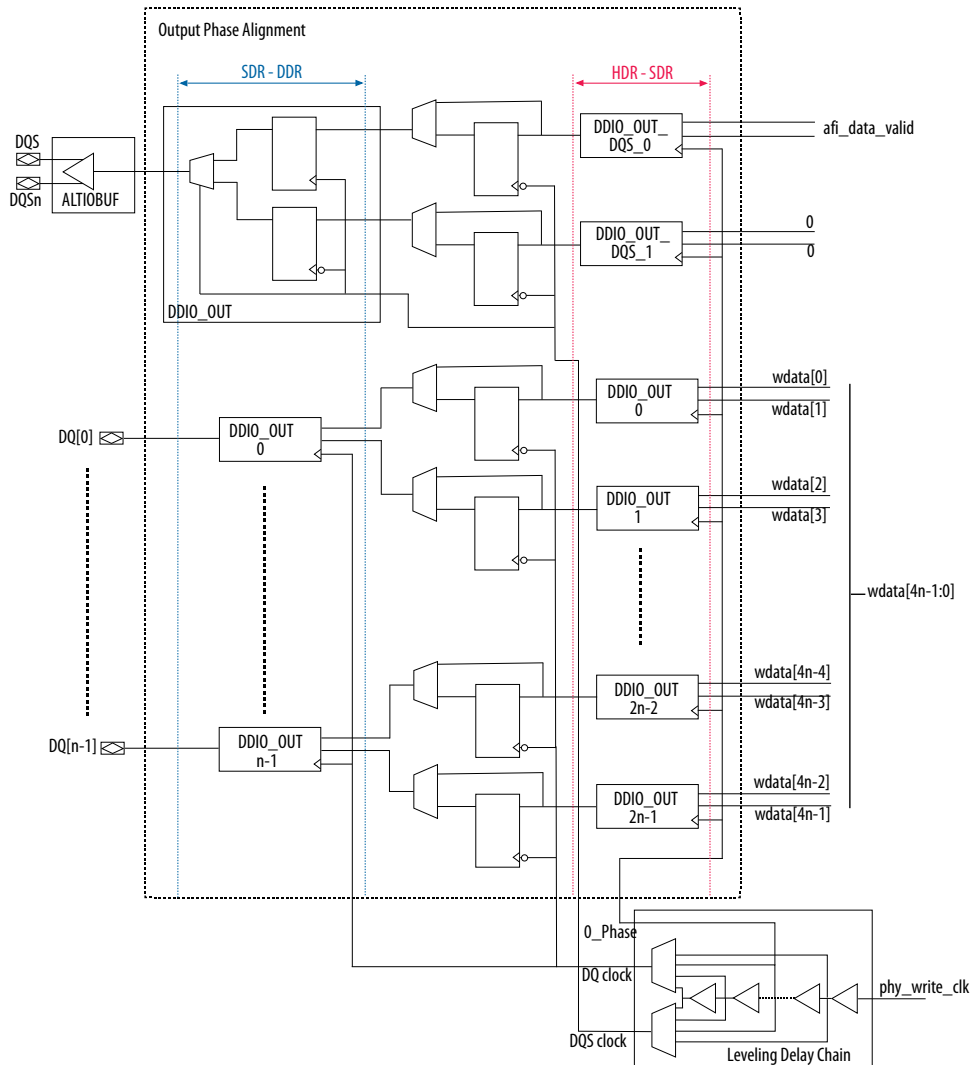 Output Phase Alignment
SDR - DDR
HDR - SDR
DQS
DQSn
ALTIOBUF
DDIO_OUT
DDIO_OUT_
DQS_0
afi_data_valid
DDIO_OUT_
DQS_1
0
0
DQ[0]
DDIO_OUT
0
DDIO_OUT
0
wdata[0]
wdata[1]
DDIO_OUT
1
wdata[2]
wdata[3]
wdata[4n-1:0]
DQ[n-1]
DDIO_OUT
n-1
DDIO_OUT
2n-2
wdata[4n-4]
wdata[4n-3]
DDIO_OUT
2n-1
wdata[4n-2]
wdata[4n-1]
0_Phase
DQ clock
DQS clock
phy_write_clk
Leveling Delay Chain